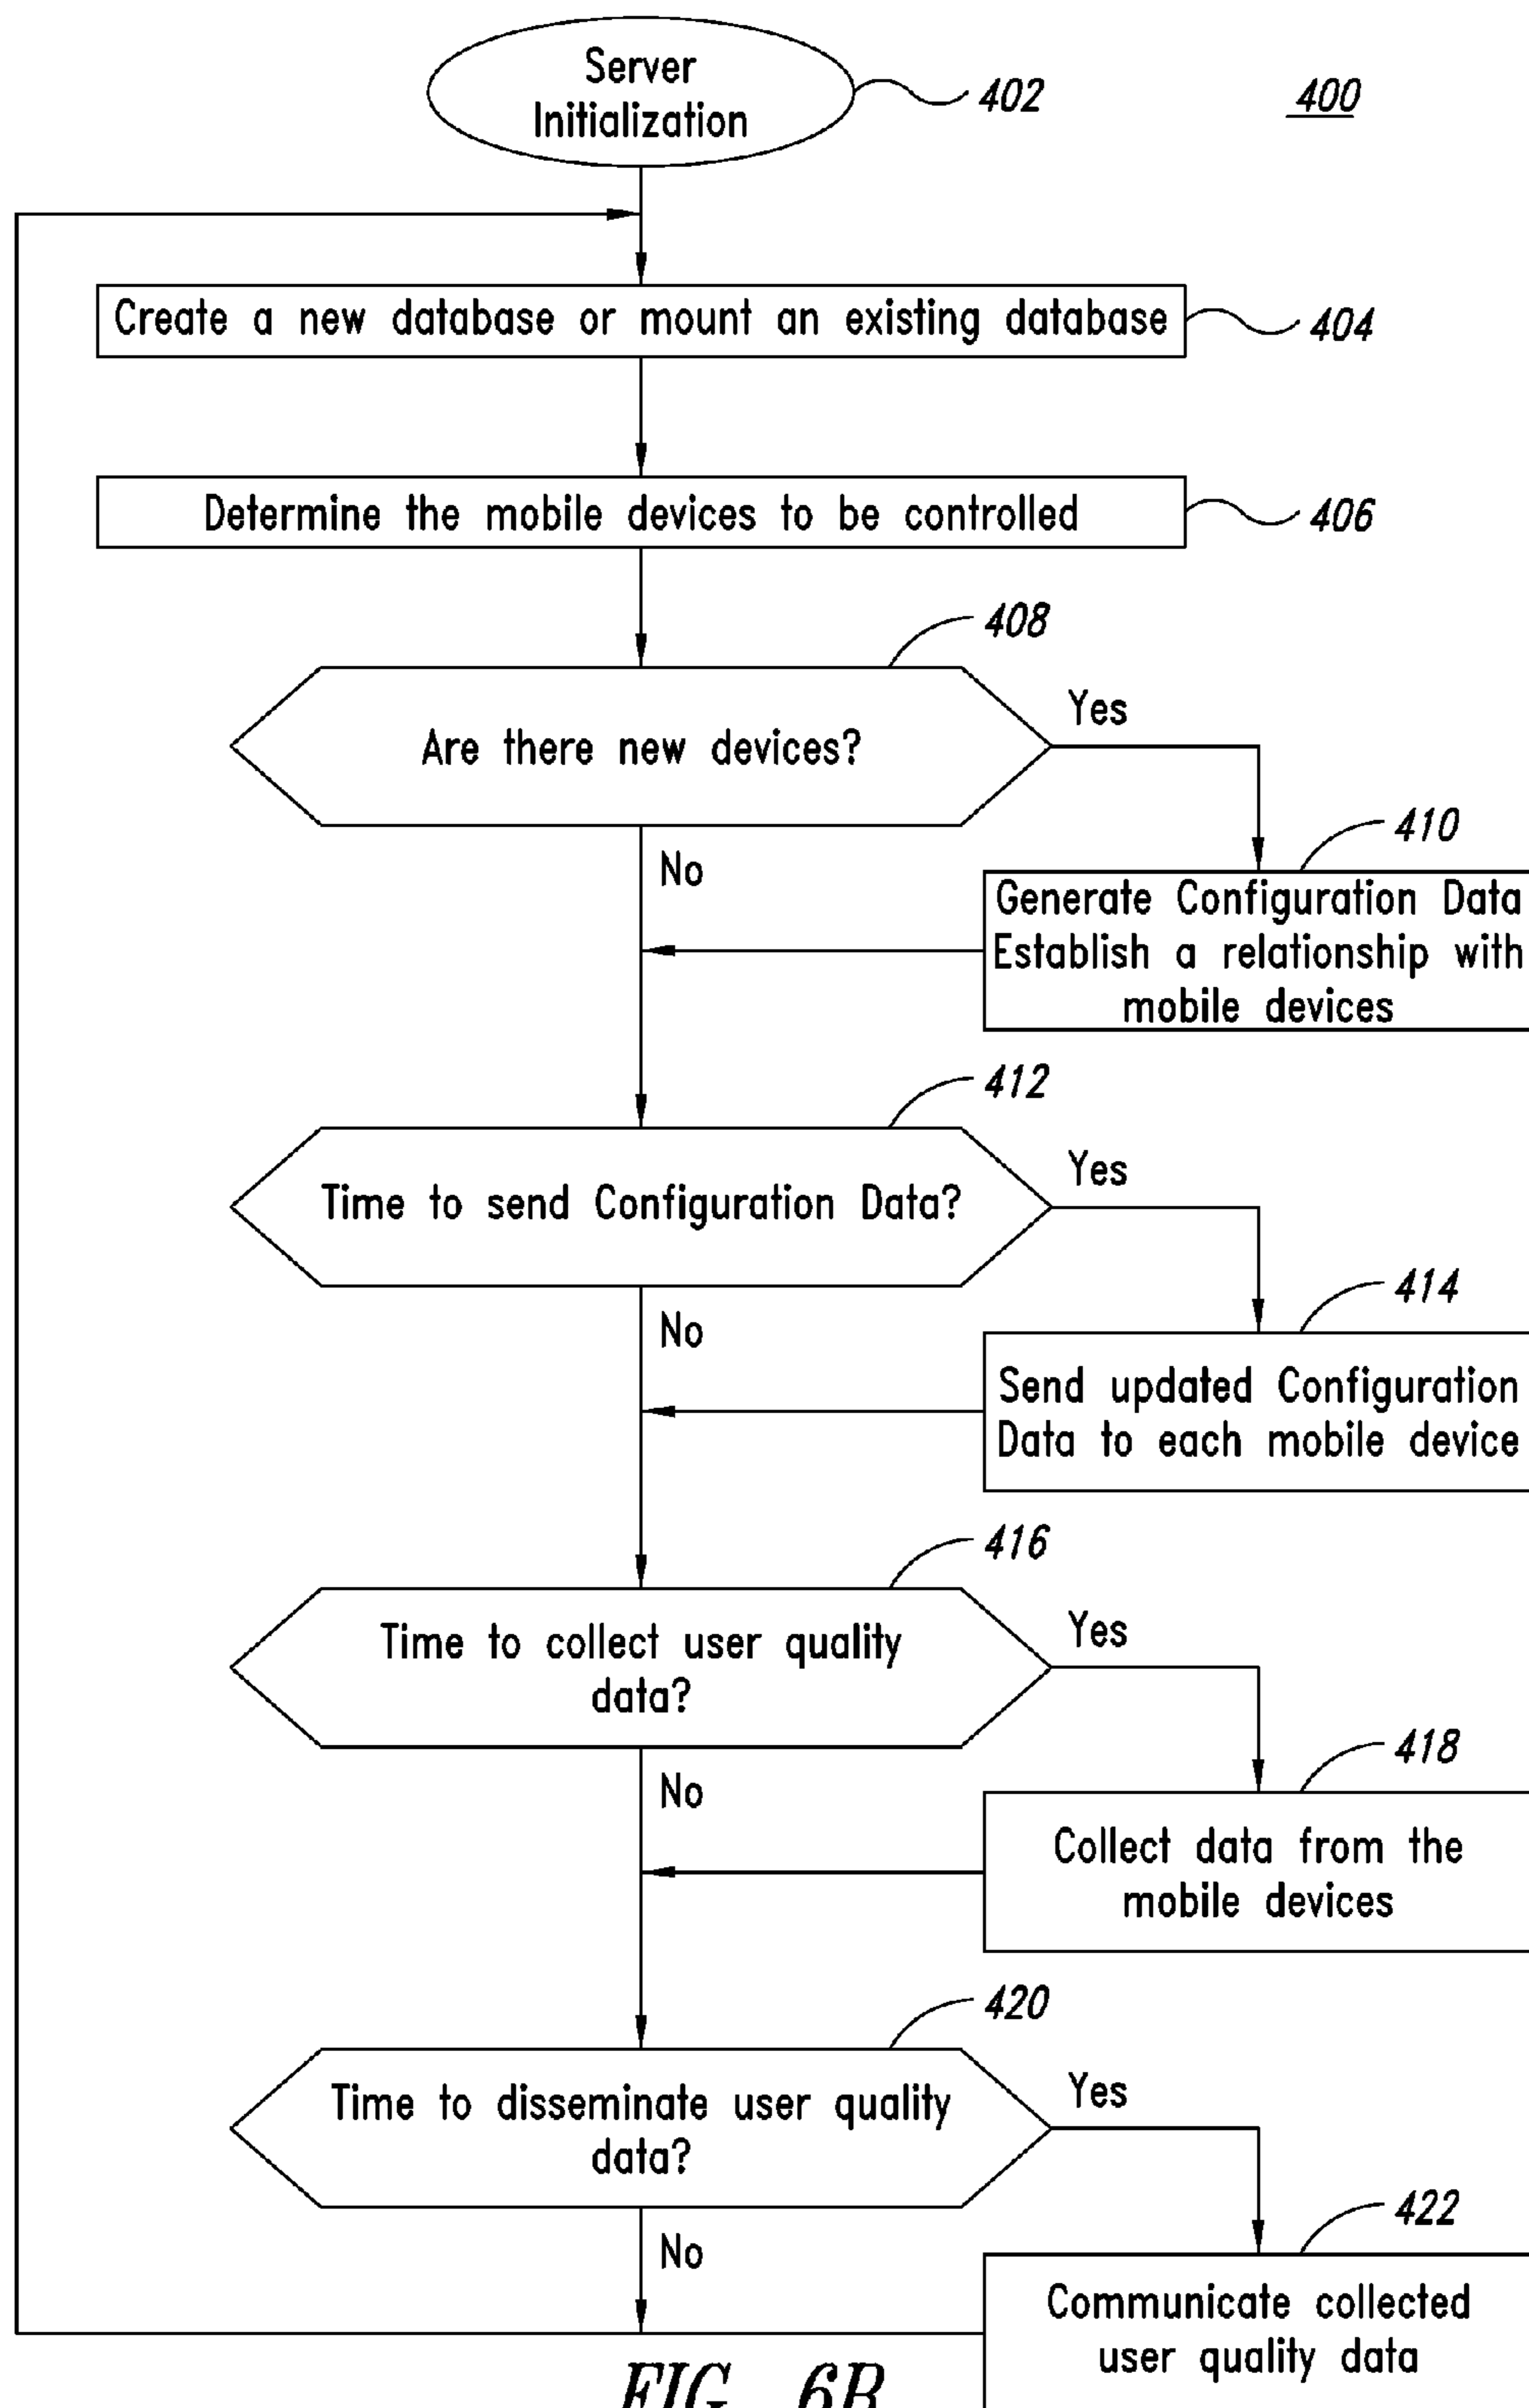 Server
Initialization
402
400
Create a new database or mount an existing database
404
Determine the mobile devices to be controlled
406
408
Are there new devices?
Yes
No
410
Generate Configuration Data
Establish a relationship with
mobile devices
412
Time to send Configuration Data?
Yes
No
414
Send updated Configuration
Data to each mobile device
416
Time to collect user quality
data?
Yes
No
418
Collect data from the
mobile devices
420
Time to disseminate user quality
data?
Yes
No
422
Communicate collected
user quality data
FIG. 6B